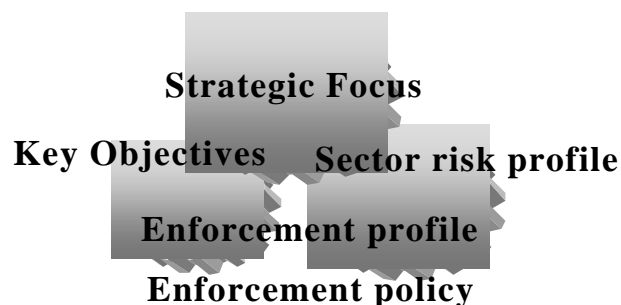 Strategic Focus
Key Objectives
Sector risk profile
Enforcement profile
Enforcement policy